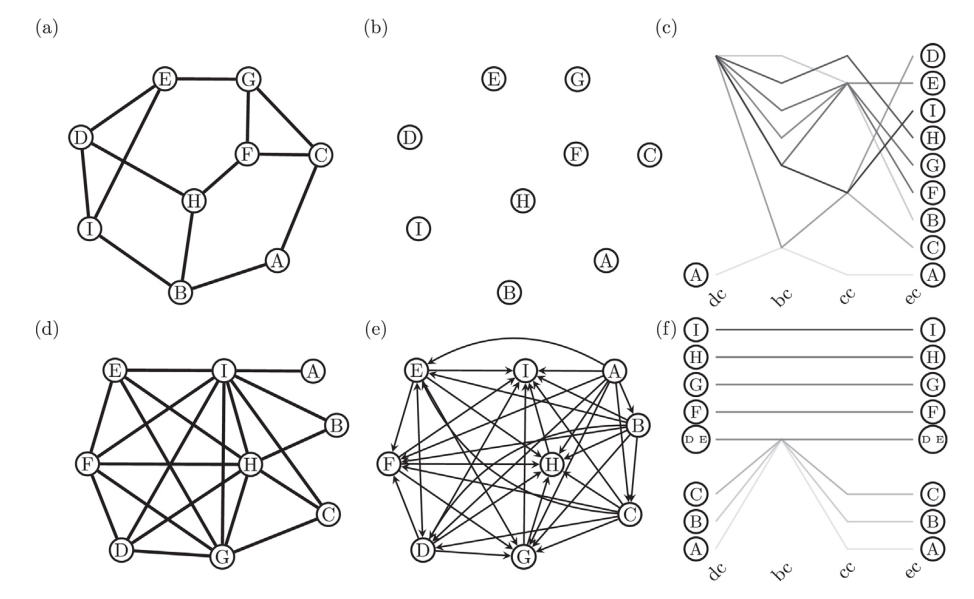 (a)
E G
D
F C
H
I
A
B
(b)
E G
D
F C
H
I
A
B
(c)
D
E
I
H
G
F
B
C
A A
dc bc cc ec
(d)
E I A
B
F H
C
D G
(e)
E I A
B
F H
C
D G
(f)
I I
H H
G G
F F
D E D E
C C
B B
A A
dc bc cc ec